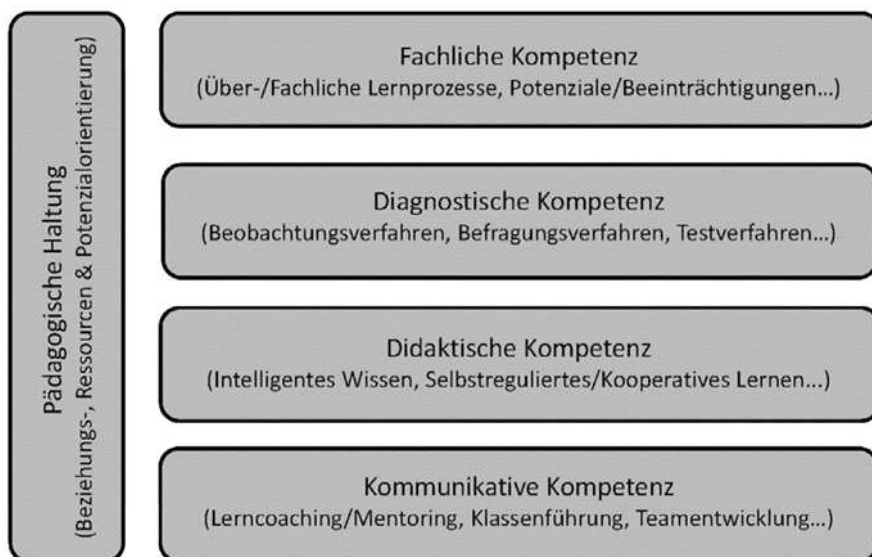 Pädagogische Haltung
(Beziehungs-, Ressourcen & Potenzialorientierung)
Fachliche Kompetenz
(Über-/Fachliche Lernprozesse, Potenziale/Beeinträchtigungen...)
Diagnostische Kompetenz
(Beobachtungsverfahren, Befragungsverfahren, Testverfahren...)
Didaktische Kompetenz
(Intelligentes Wissen, Selbstreguliertes/Kooperatives Lernen...)
Kommunikative Kompetenz
(Lerncoaching/Mentoring, Klassenführung, Teamentwicklung...)